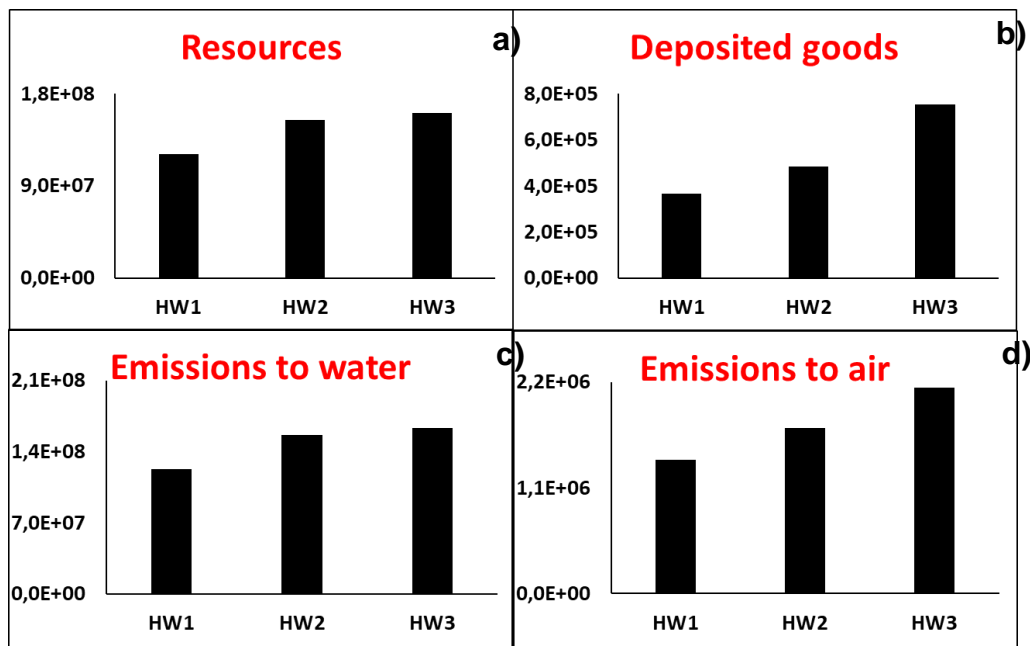 Resources
a)
1,8E+08
9,0E+07
0,0E+00
HW1 HW2 HW3
Deposited goods
b)
8,0E+05
6,0E+05
4,0E+05
2,0E+05
0,0E+00
HW1 HW2 HW3
Emissions to water
c)
2,1E+08
1,4E+08
7,0E+07
0,0E+00
HW1 HW2 HW3
Emissions to air
d)
2,2E+06
1,1E+06
0,0E+00
HW1 HW2 HW3